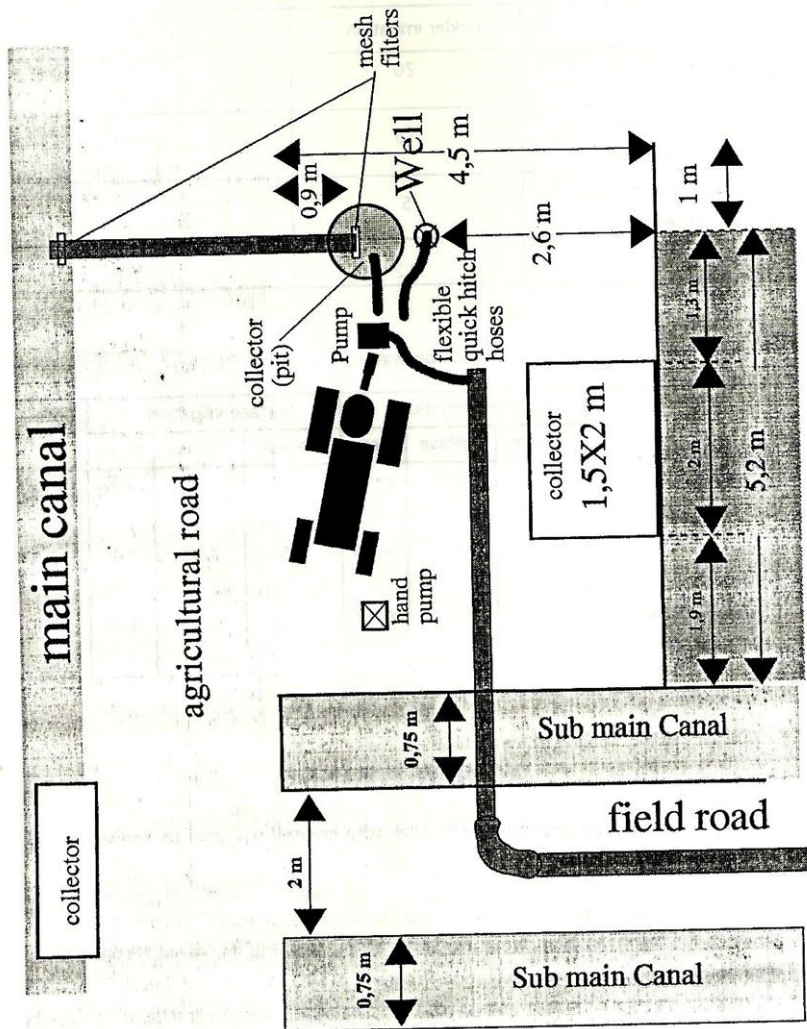 main canal
collector
mesh
filters
agricultural road
0,9 m
Well
4,5 m
collector
(pit)
Pump
flexible
quick hitch
hoses
2,6 m
1 m
hand
pump
collector
1,5X2 m
1,3 m
2 m
5,2 m
1,9 m
0,75 m
Sub main Canal
2 m
field road
0,75 m
Sub main Canal